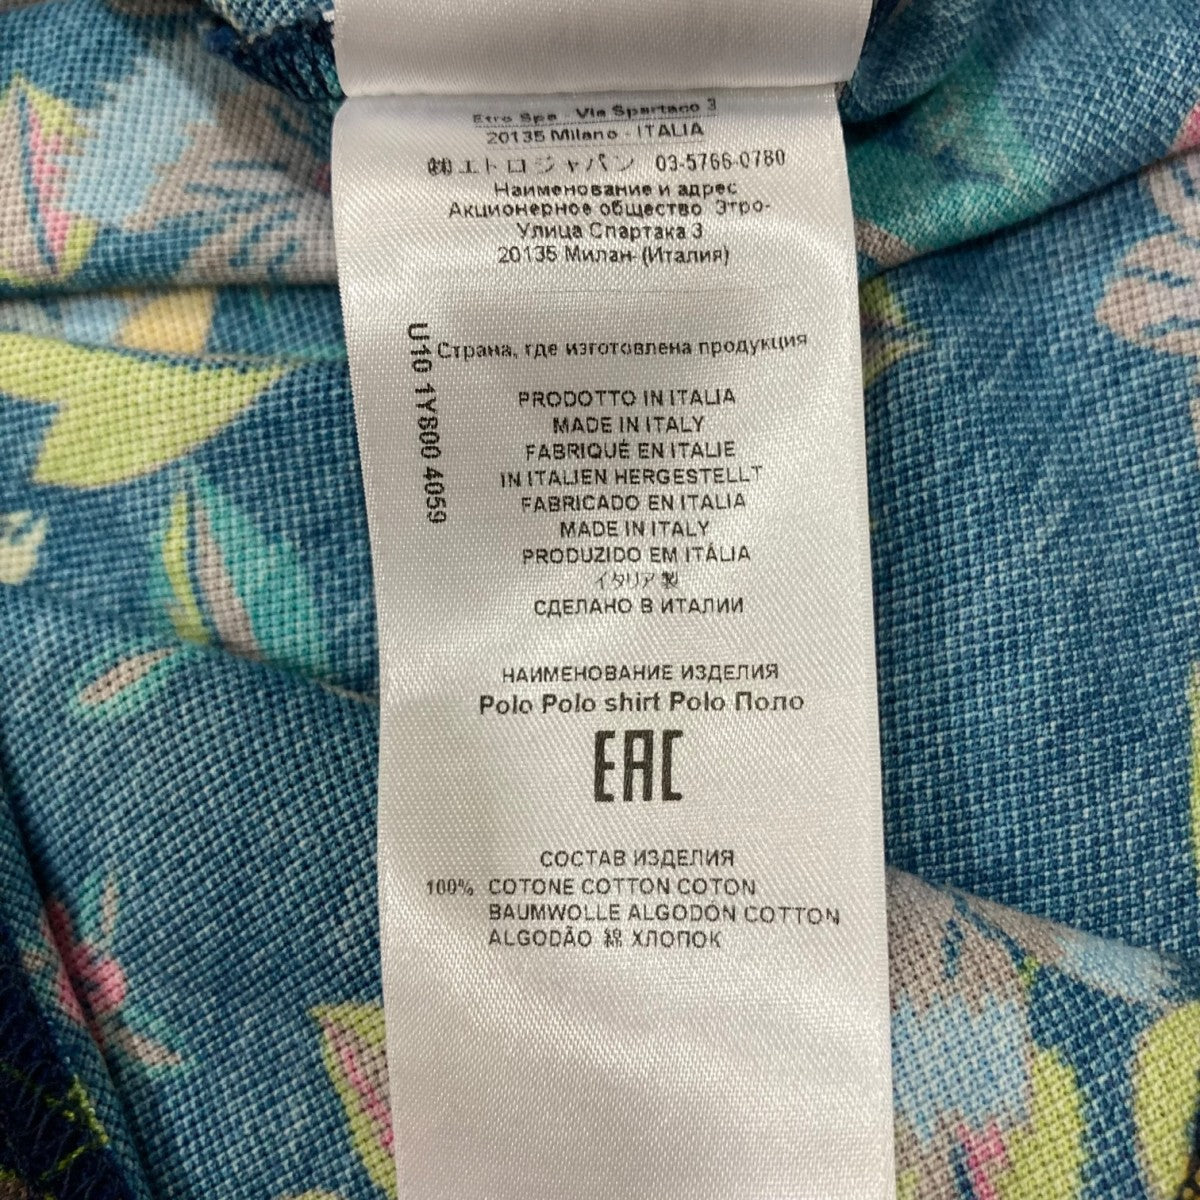 Etro Spa Via Spartaco 3
20135 Milano - ITALIA
㈱エトロジャパン 03-5766-0780
Наименование и адрес
Акционерное общество Этро-
Улица Спартака 3
20135 Милан- (Италия)
Страна, где изготовлена продукция
U10 1Y800 4059
PRODOTTO IN ITALIA
MADE IN ITALY
FABRIQUÉ EN ITALIE
IN ITALIEN HERGESTELLT
FABRICADO EN ITALIA
MADE IN ITALY
PRODUZIDO EM ITÁLIA
イタリア製
СДЕЛАНО В ИТАЛИИ
НАИМЕНОВАНИЕ ИЗДЕЛИЯ
Polo Polo shirt Polo Поло
EAC
СОСТАВ ИЗДЕЛИЯ
100% COTONE COTTON COTON
BAUMWOLLE ALGODÓN COTTON
ALGODÃO 綿 ХЛОПОК